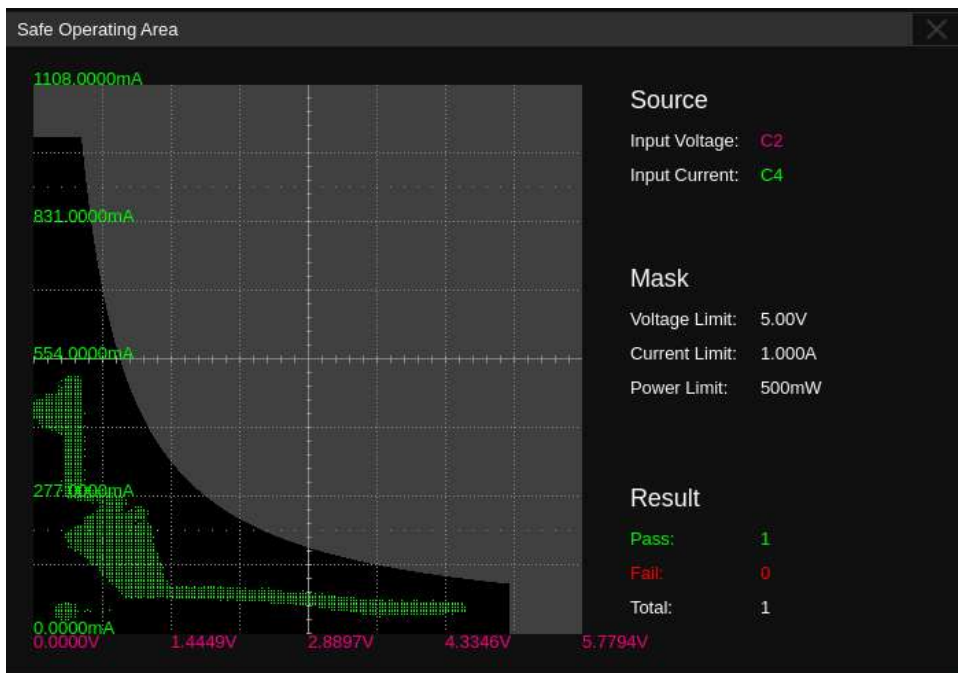 Safe Operating Area
1108.0000mA
831.0000mA
554.0000mA
277.0000mA
0.0000mA
0.0000V 1.4449V 2.8897V 4.3346V 5.7794V
Source
Input Voltage: C2
Input Current: C4
Mask
Voltage Limit: 5.00V
Current Limit: 1.000A
Power Limit: 500mW
Result
Pass: 1
Fail: 0
Total: 1